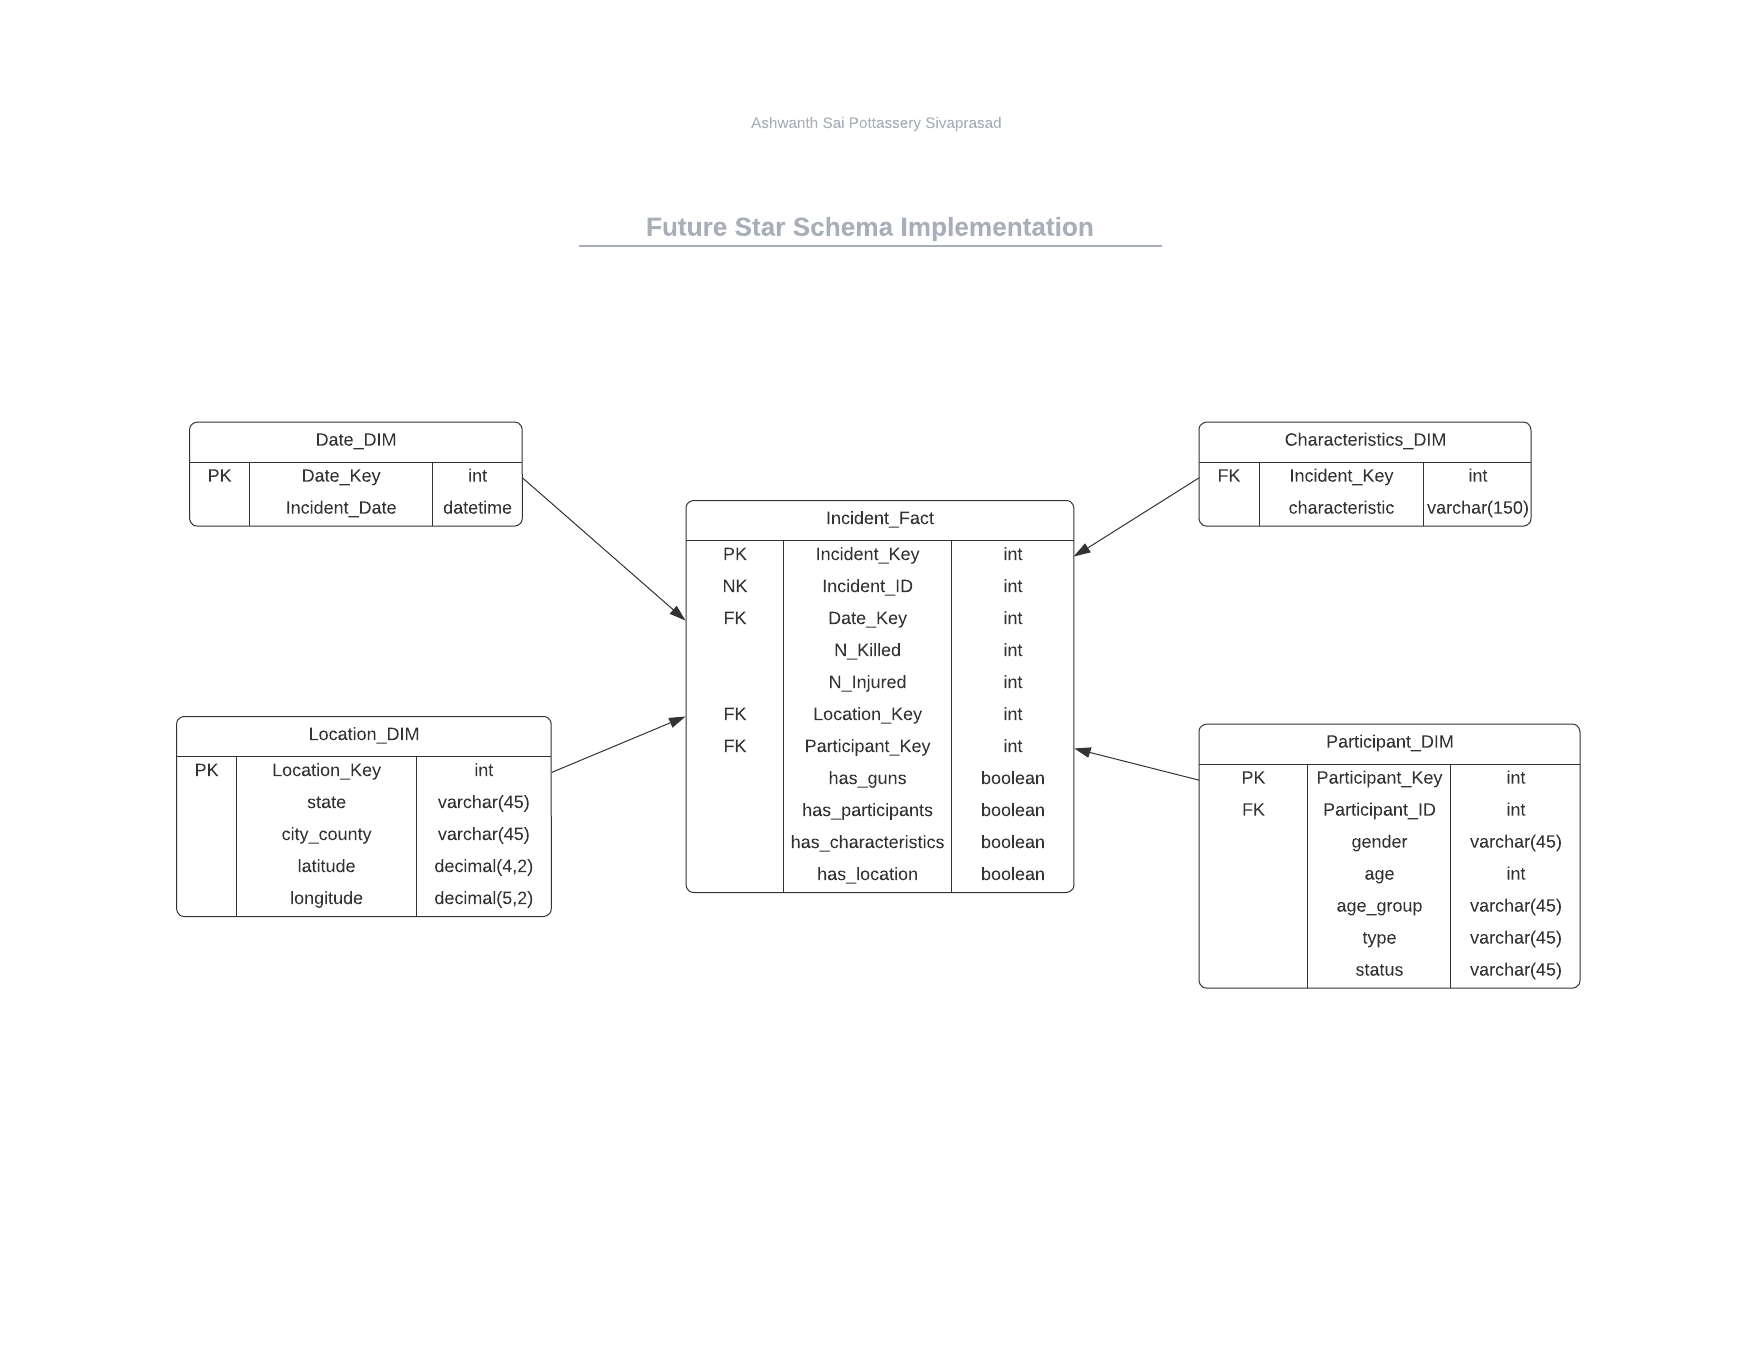 Ashwanth Sai Pottassery Sivaprasad
Future Star Schema Implementation
Date_DIM
PK Date_Key int
Incident_Date datetime
Location_DIM
PK Location_Key int
state varchar(45)
city_county varchar(45)
latitude decimal(4,2)
longitude decimal(5,2)
Incident_Fact
PK Incident_Key int
NK Incident_ID int
FK Date_Key int
N_Killed int
N_Injured int
FK Location_Key int
FK Participant_Key int
has_guns boolean
has_participants boolean
has_characteristics boolean
has_location boolean
Characteristics_DIM
FK Incident_Key int
characteristic varchar(150)
Participant_DIM
PK Participant_Key int
FK Participant_ID int
gender varchar(45)
age int
age_group varchar(45)
type varchar(45)
status varchar(45)